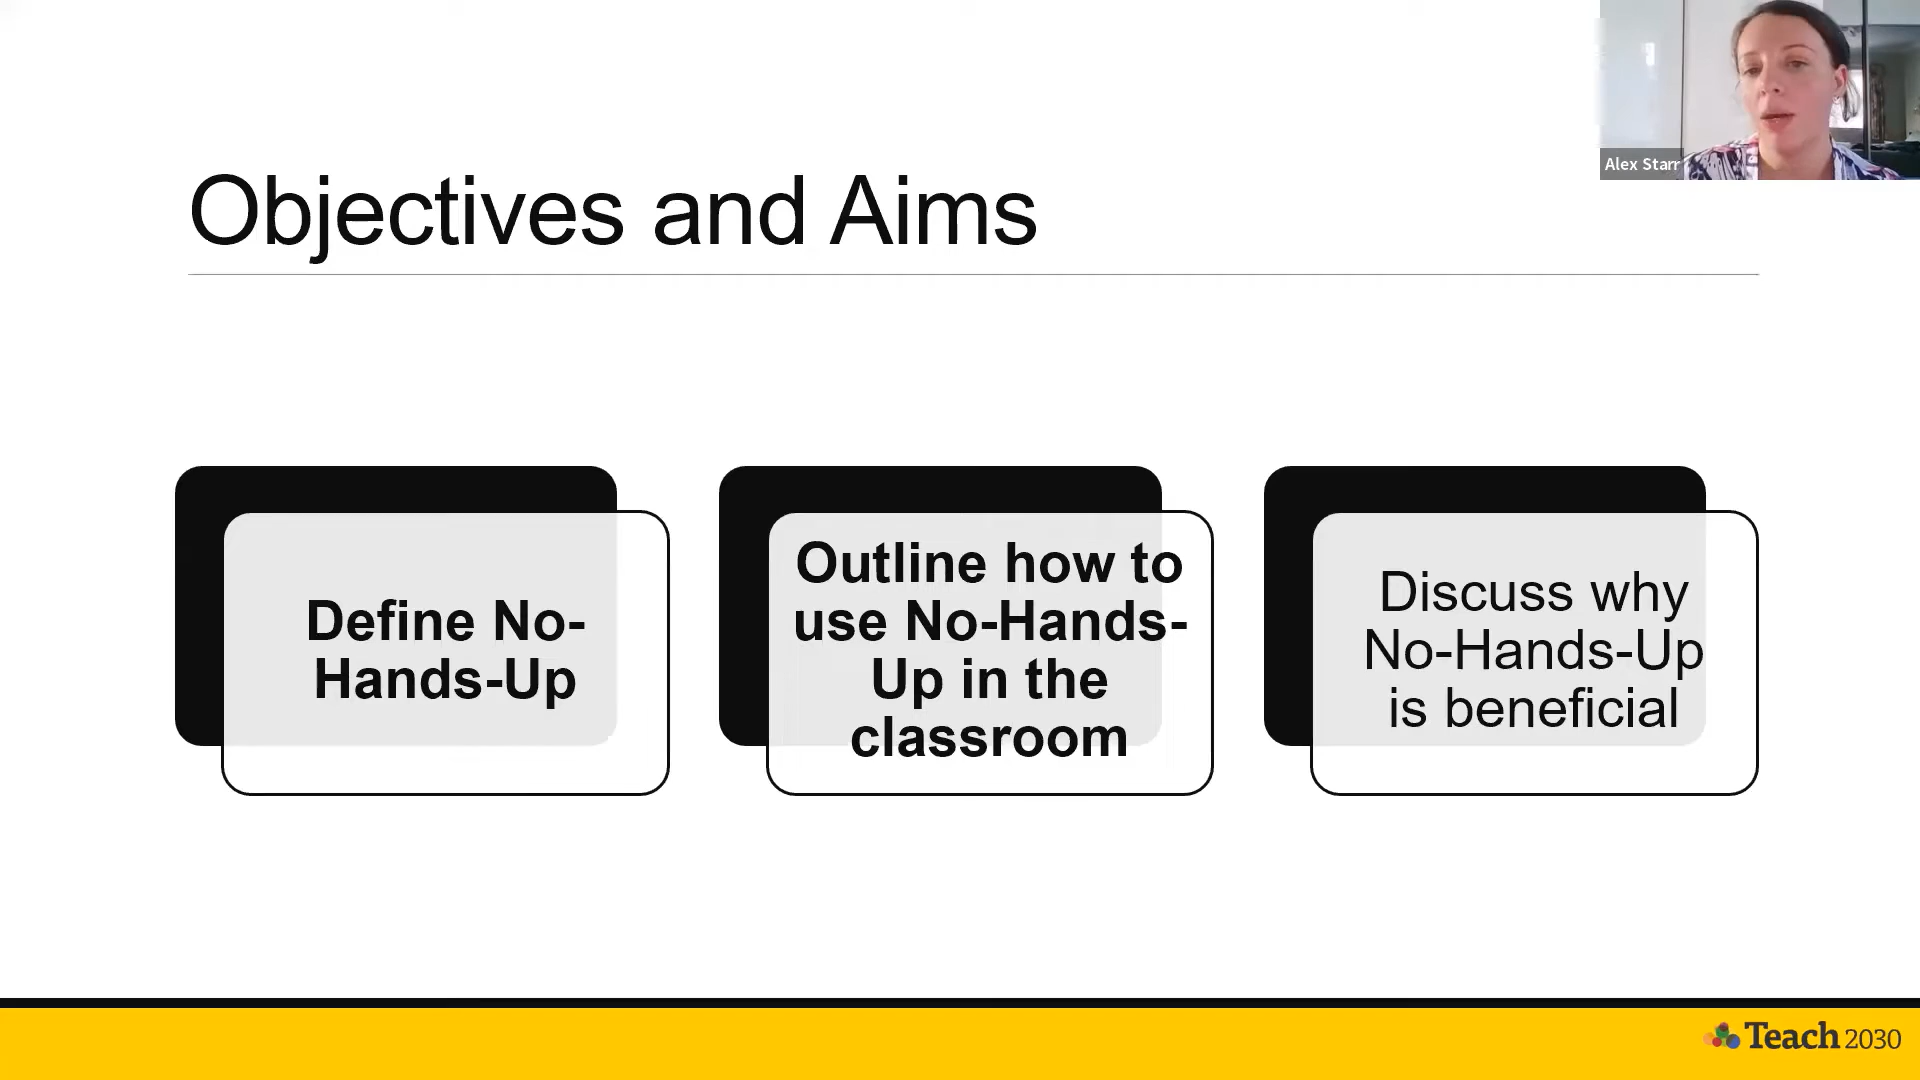 Alex Starr
Objectives and Aims
Define No-
Hands-Up
Outline how to
use No-Hands-
Up in the
classroom
Discuss why
No-Hands-Up
is beneficial
Teach 2030